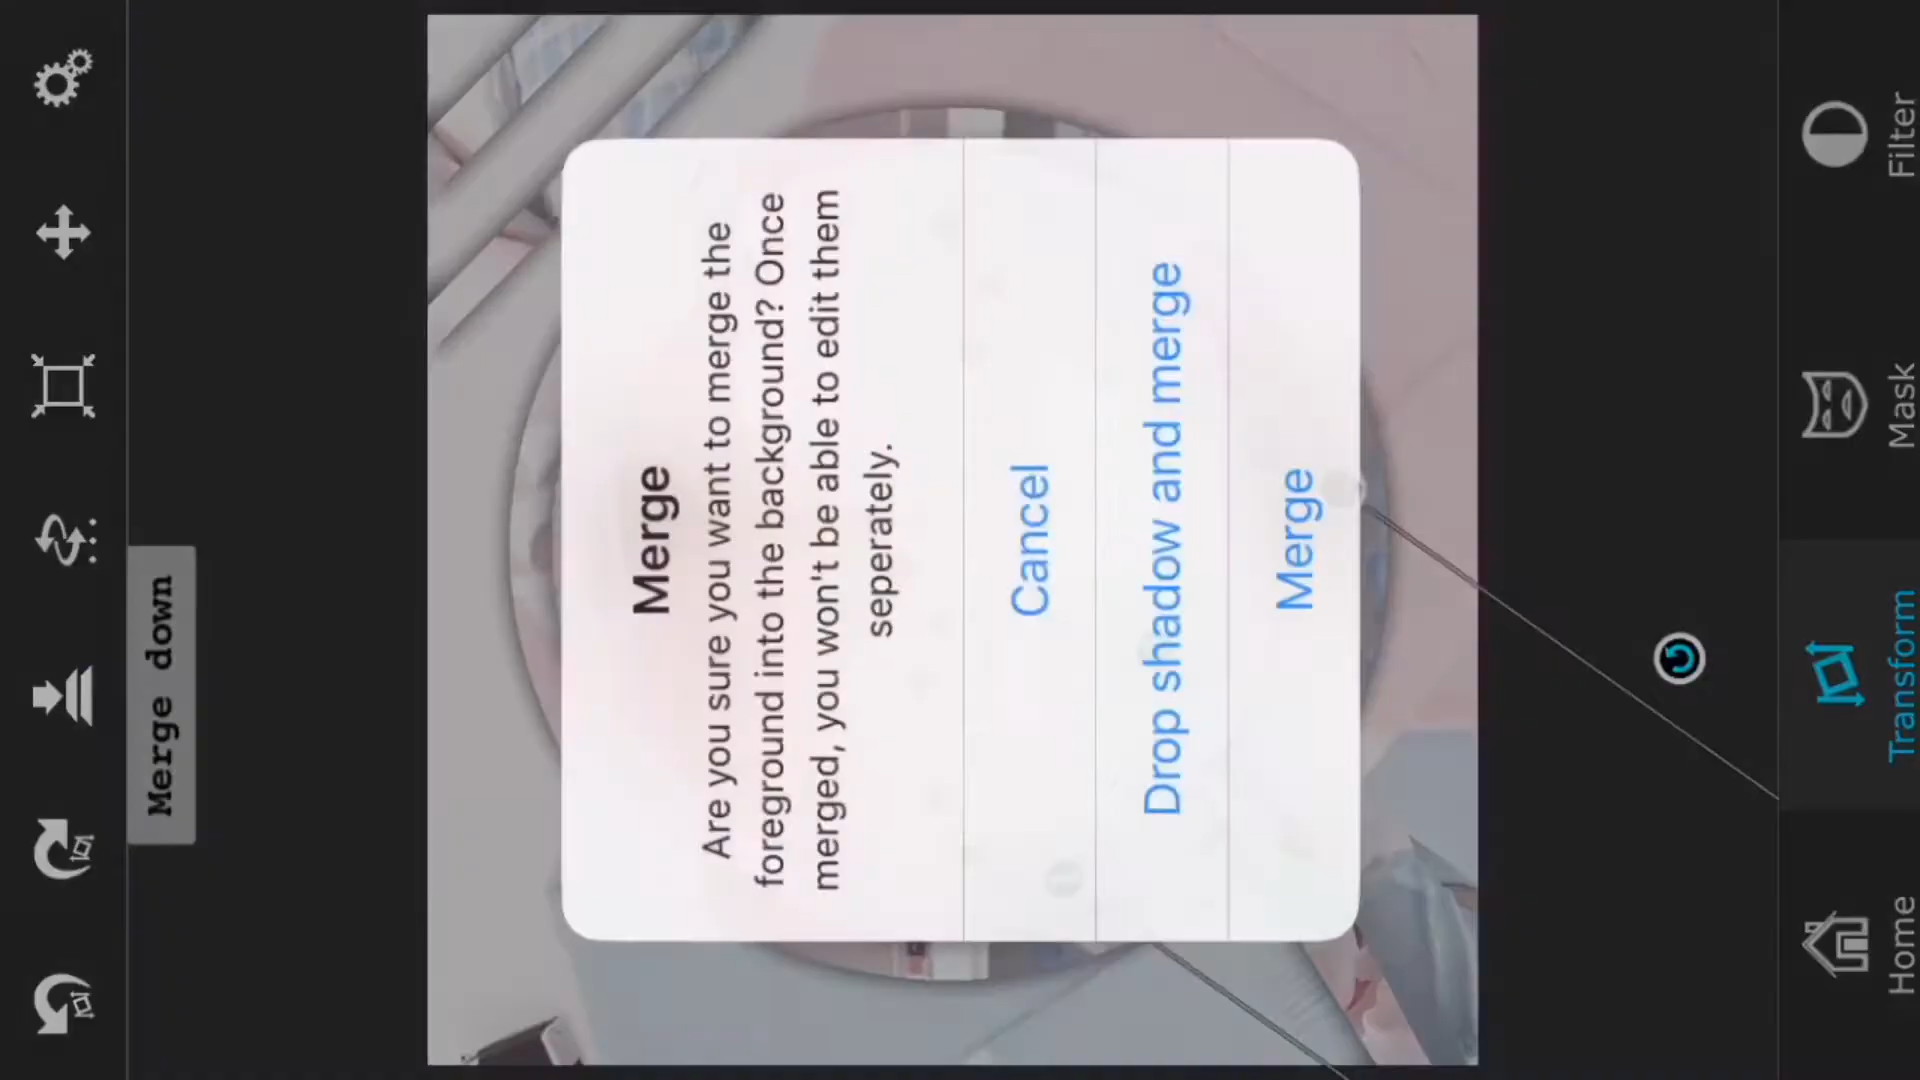 Merge down
Merge
Are you sure you want to merge the
foreground into the background? Once
merged, you won't be able to edit them
seperately.
Cancel
Drop shadow and merge
Merge
Home
Transform
Mask
Filter